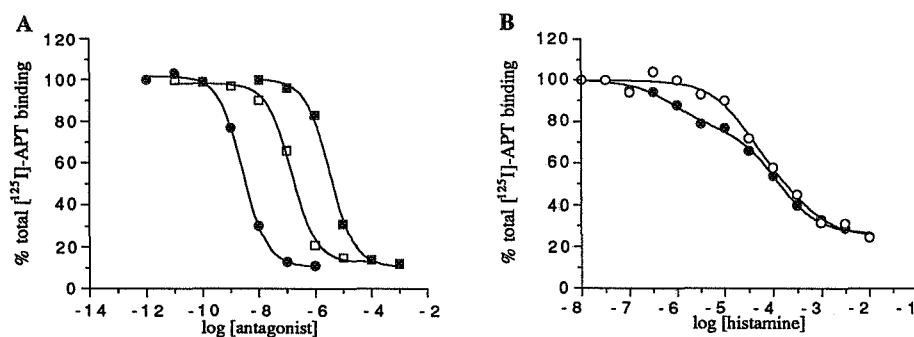 A
% total [125I]-APT binding
120
100
80
60
40
20
0
-14 -12 -10 -8 -6 -4 -2
log [antagonist]
B
% total [125I]-APT binding
120
100
80
60
40
20
0
-8 -7 -6 -5 -4 -3 -2 -1
log [histamine]